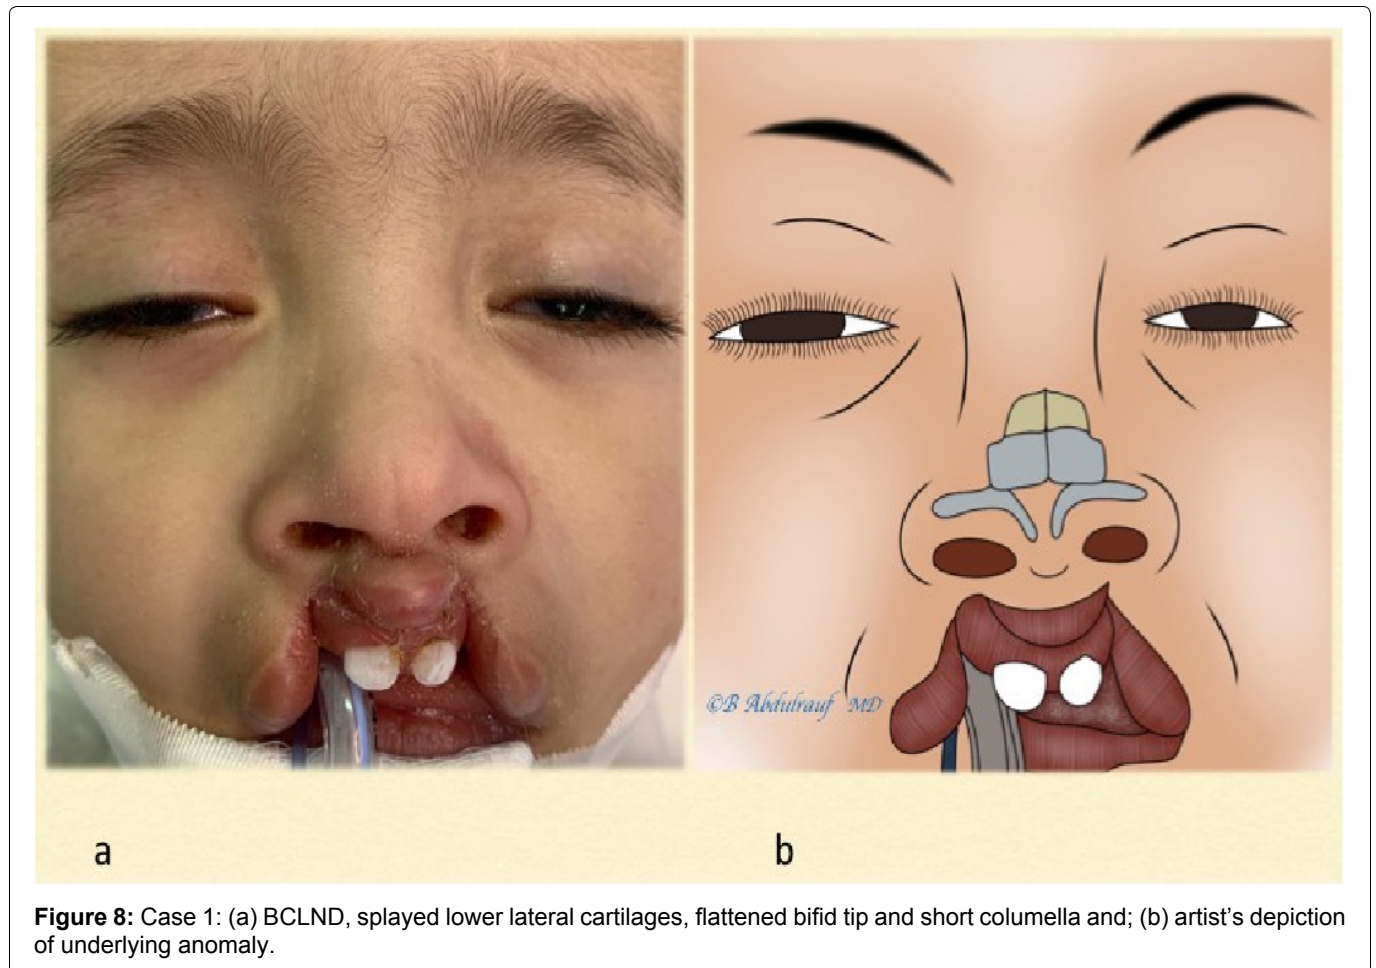 ©B Abdulrauf MD
a
b
Figure 8: Case 1: (a) BCLND, splayed lower lateral cartilages, flattened bifid tip and short columella and; (b) artist's depiction
of underlying anomaly.